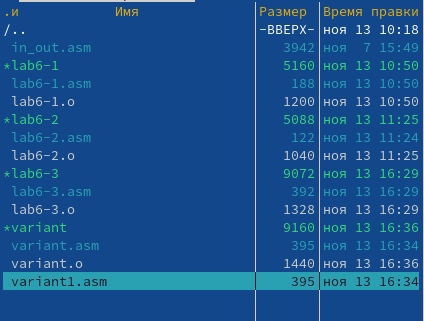 .и Имя Размер Время правки
/.. -ВВЕРХ- ноя 13 10:18
in_out.asm 3942 ноя 7 15:49
*lab6-1 5160 ноя 13 10:50
lab6-1.asm 188 ноя 13 10:50
lab6-1.o 1200 ноя 13 10:50
*lab6-2 5088 ноя 13 11:25
lab6-2.asm 122 ноя 13 11:24
lab6-2.o 1040 ноя 13 11:25
*lab6-3 9072 ноя 13 16:29
lab6-3.asm 392 ноя 13 16:29
lab6-3.o 1328 ноя 13 16:29
*variant 9160 ноя 13 16:36
variant.asm 395 ноя 13 16:34
variant.o 1440 ноя 13 16:36
variant1.asm 395 ноя 13 16:34